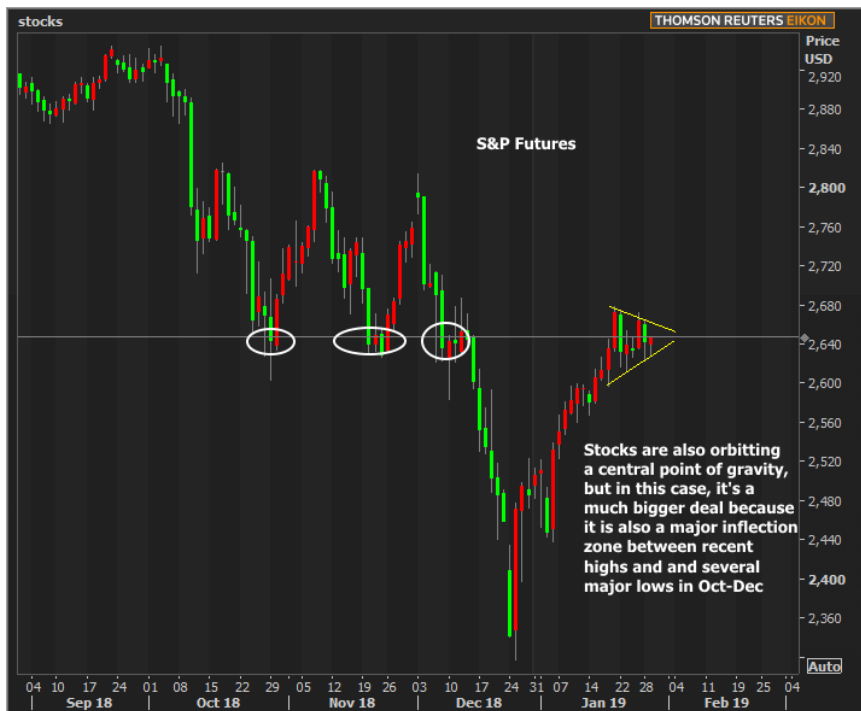 stocks
THOMSON REUTERS EIKON
Price
USD
2,920
2,880
2,840
2,800
2,760
2,720
2,680
2,640
2,600
2,560
2,520
2,480
2,440
2,400
2,360
Auto
S&P Futures
Stocks are also orbitting
a central point of gravity,
but in this case, it's a
much bigger deal because
it is also a major inflection
zone between recent
highs and and several
major lows in Oct-Dec
04 10 17 24 01 08 15 22 29 05 12 19 26 03 10 17 24 31 07 14 22 28 04 11 19 25 04
Sep 18 Oct 18 Nov 18 Dec 18 Jan 19 Feb 19